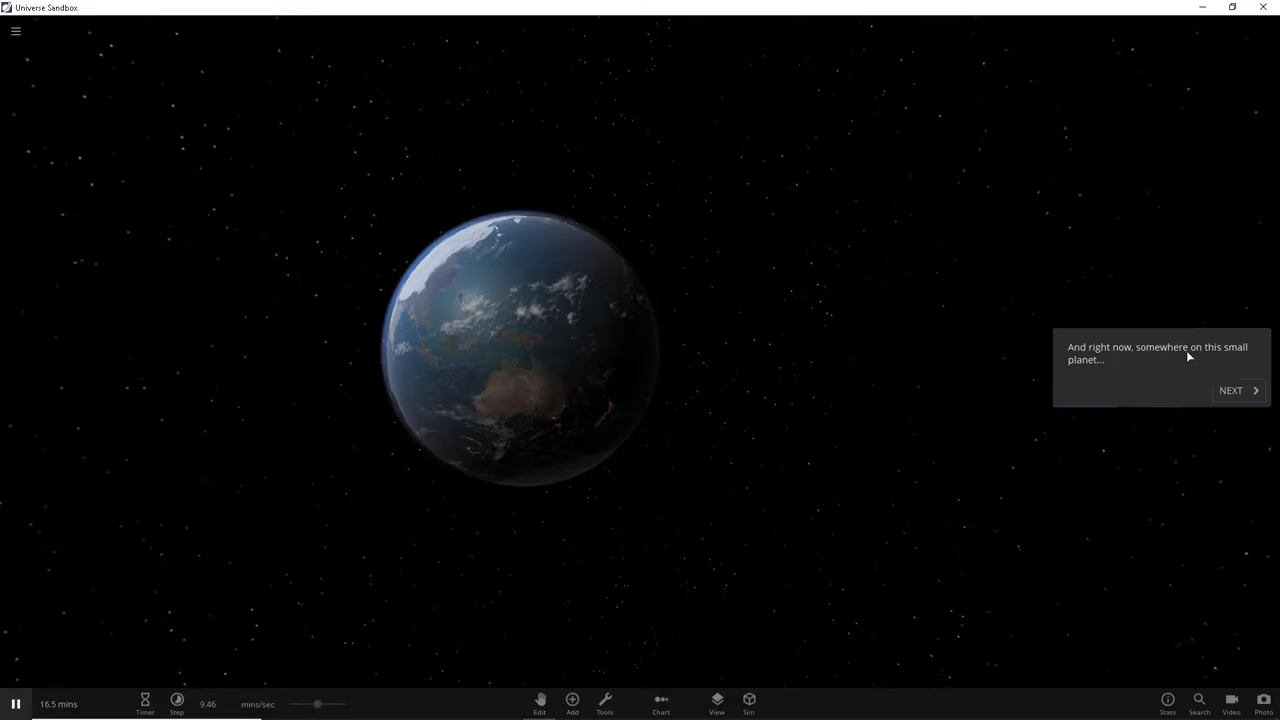 Universe Sandbox
And right now, somewhere on this small
planet...
NEXT
16.5 mins
Timer
Step
9.46
mins/sec
Edit
Add
Tools
Chart
View
Sim
Stats
Search
Video
Photo